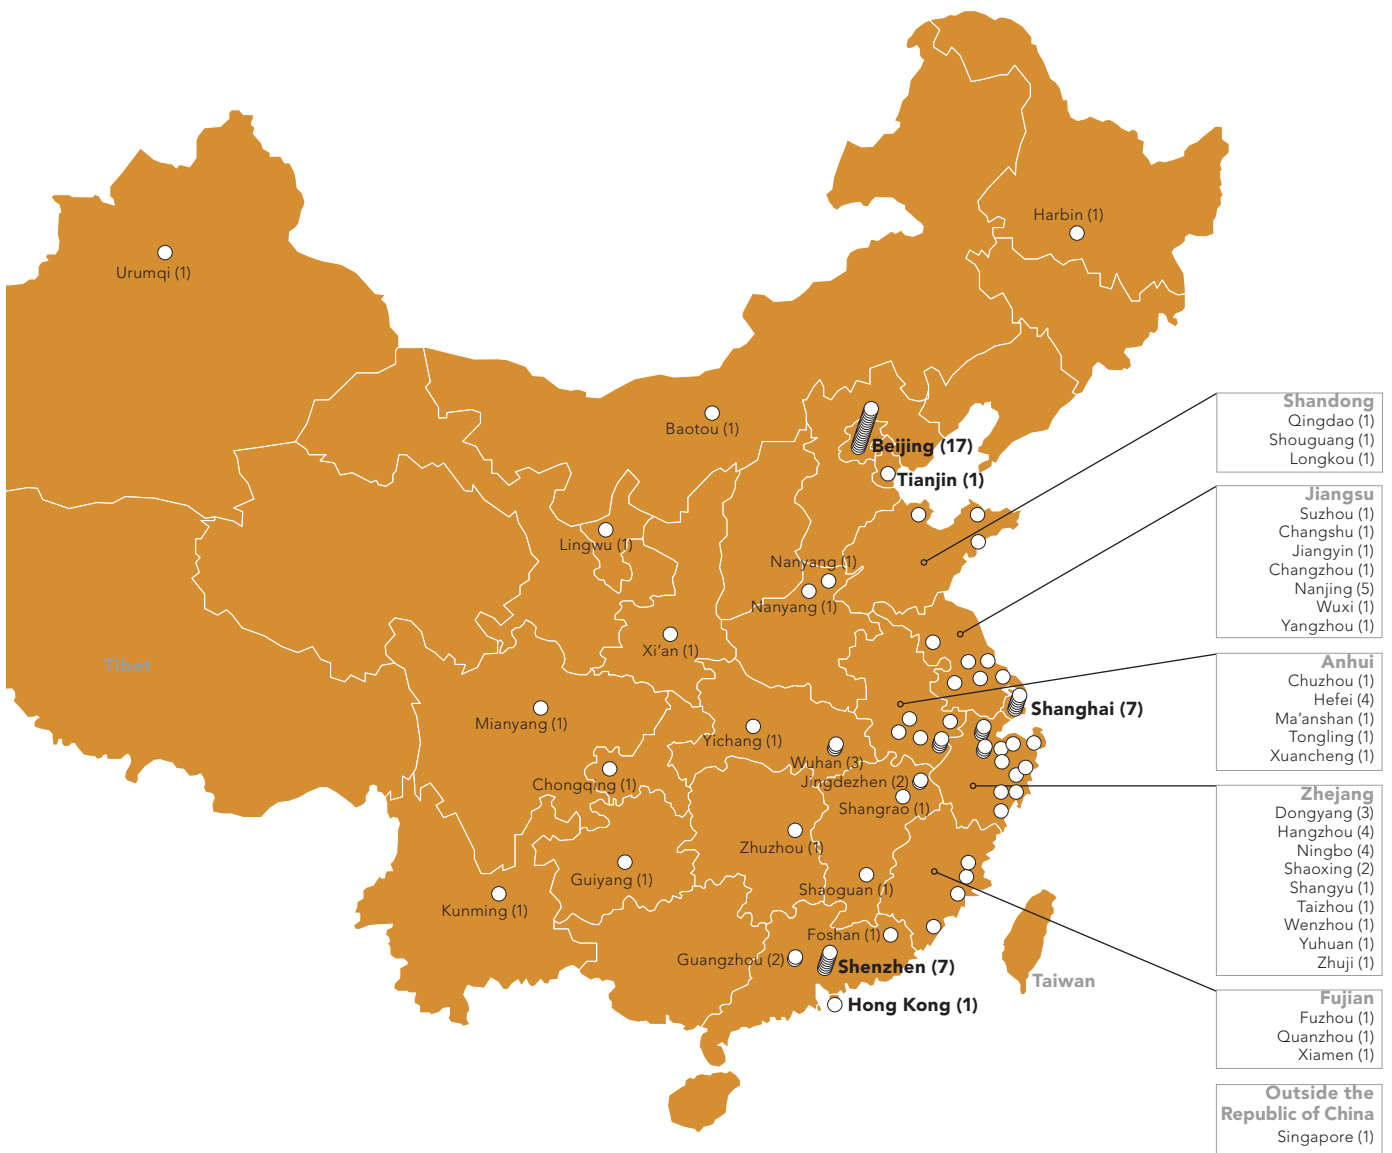 Harbin (1)
Urumqi (1)
Baotou (1)
Beijing (17)
Tianjin (1)
Lingwu (1)
Nanyang (1)
Nanyang (1)
Xi'an (1)
Tibet
Mianyang (1)
Yichang (1)
Shanghai (7)
Wuhan (3)
Chongqing (1)
Jingdezhen (2)
Shangrao (1)
Zhuzhou (1)
Guiyang (1)
Shaoguan (1)
Kunming (1)
Foshan (1)
Guangzhou (2)
Shenzhen (7)
Taiwan
Hong Kong (1)
Shandong
Qingdao (1)
Shouguang (1)
Longkou (1)
Jiangsu
Suzhou (1)
Changshu (1)
Jiangyin (1)
Changzhou (1)
Nanjing (5)
Wuxi (1)
Yangzhou (1)
Anhui
Chuzhou (1)
Hefei (4)
Ma'anshan (1)
Tongling (1)
Xuancheng (1)
Zhejang
Dongyang (3)
Hangzhou (4)
Ningbo (4)
Shaoxing (2)
Shangyu (1)
Taizhou (1)
Wenzhou (1)
Yuhuan (1)
Zhuji (1)
Fujian
Fuzhou (1)
Quanzhou (1)
Xiamen (1)
Outside the
Republic of China
Singapore (1)